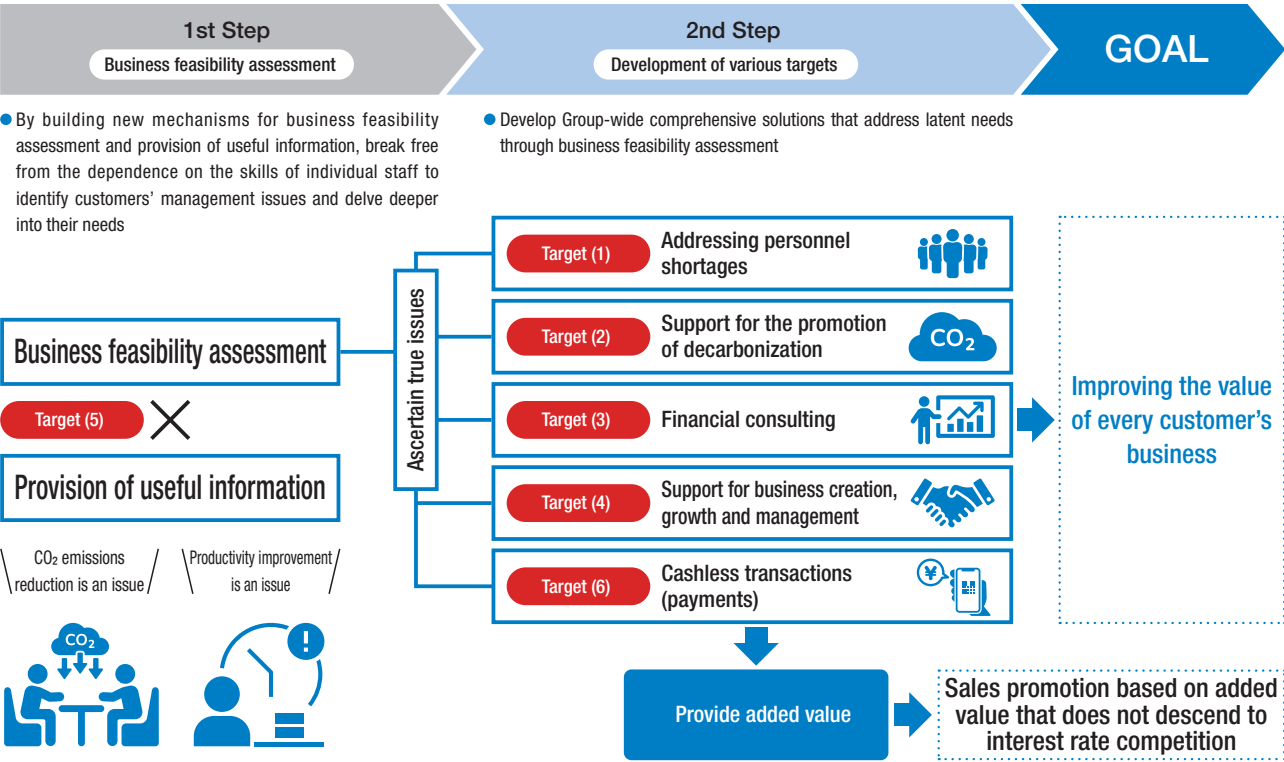 1st Step
Business feasibility assessment
2nd Step
Development of various targets
GOAL
By building new mechanisms for business feasibility
assessment and provision of useful information, break free
from the dependence on the skills of individual staff to
identify customers’ management issues and delve deeper
into their needs
Develop Group-wide comprehensive solutions that address latent needs
through business feasibility assessment
Business feasibility assessment
Target (5)
Provision of useful information
CO₂ emissions
reduction is an issue
Productivity improvement
is an issue
CO₂
!
Ascertain true issues
Target (1)
Addressing personnel
shortages
Target (2)
Support for the promotion
of decarbonization
CO₂
Target (3)
Financial consulting
Target (4)
Support for business creation,
growth and management
Target (6)
Cashless transactions
(payments)
¥
Improving the value
of every customer’s
business
Provide added value
Sales promotion based on added
value that does not descend to
interest rate competition